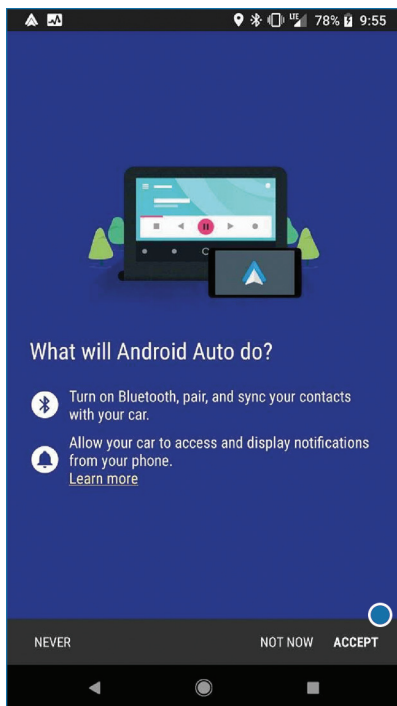 78% 9:55
What will Android Auto do?
Turn on Bluetooth, pair, and sync your contacts
with your car.
Allow your car to access and display notifications
from your phone.
Learn more
NEVER NOT NOW ACCEPT